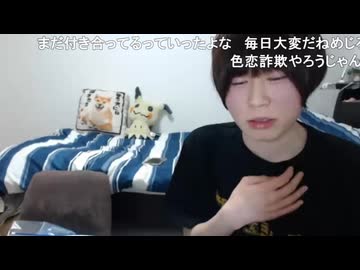 まだ付き合ってるっていったよな　毎日大変だねめじろ
色恋詐欺やろうじゃん